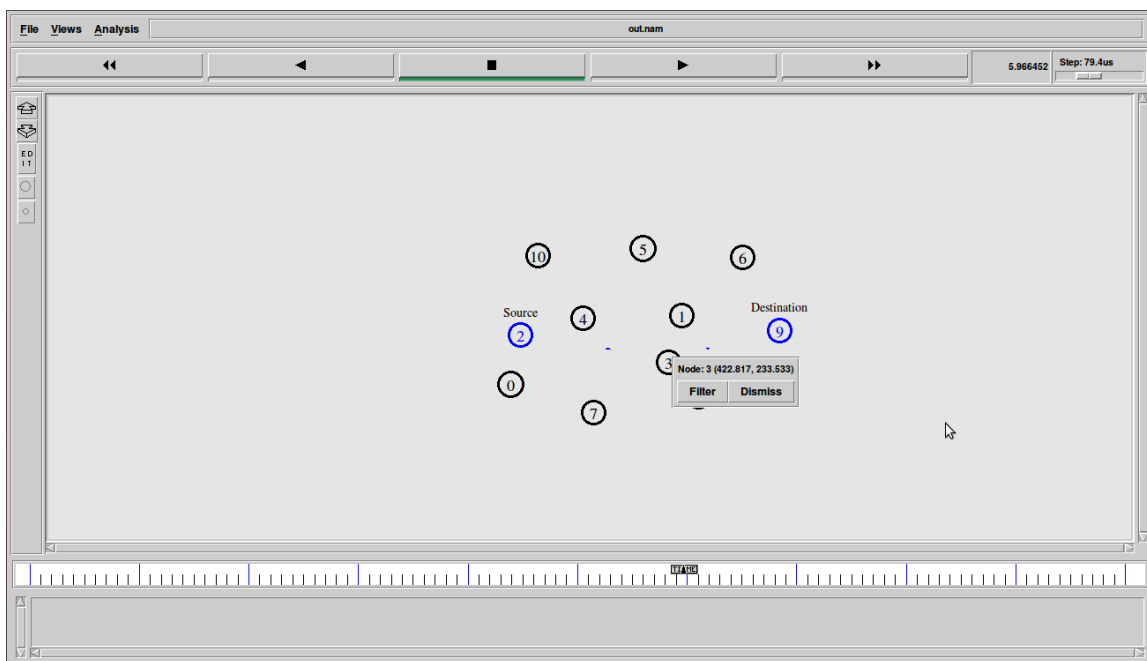 File Views Analysis out.nam
5.966452 Step: 79.4us
ED
IT
10
5
6
Source
Destination
4
1
2
9
3
Node: 3 (422.817, 233.533)
Filter Dismiss
0
7
TIME